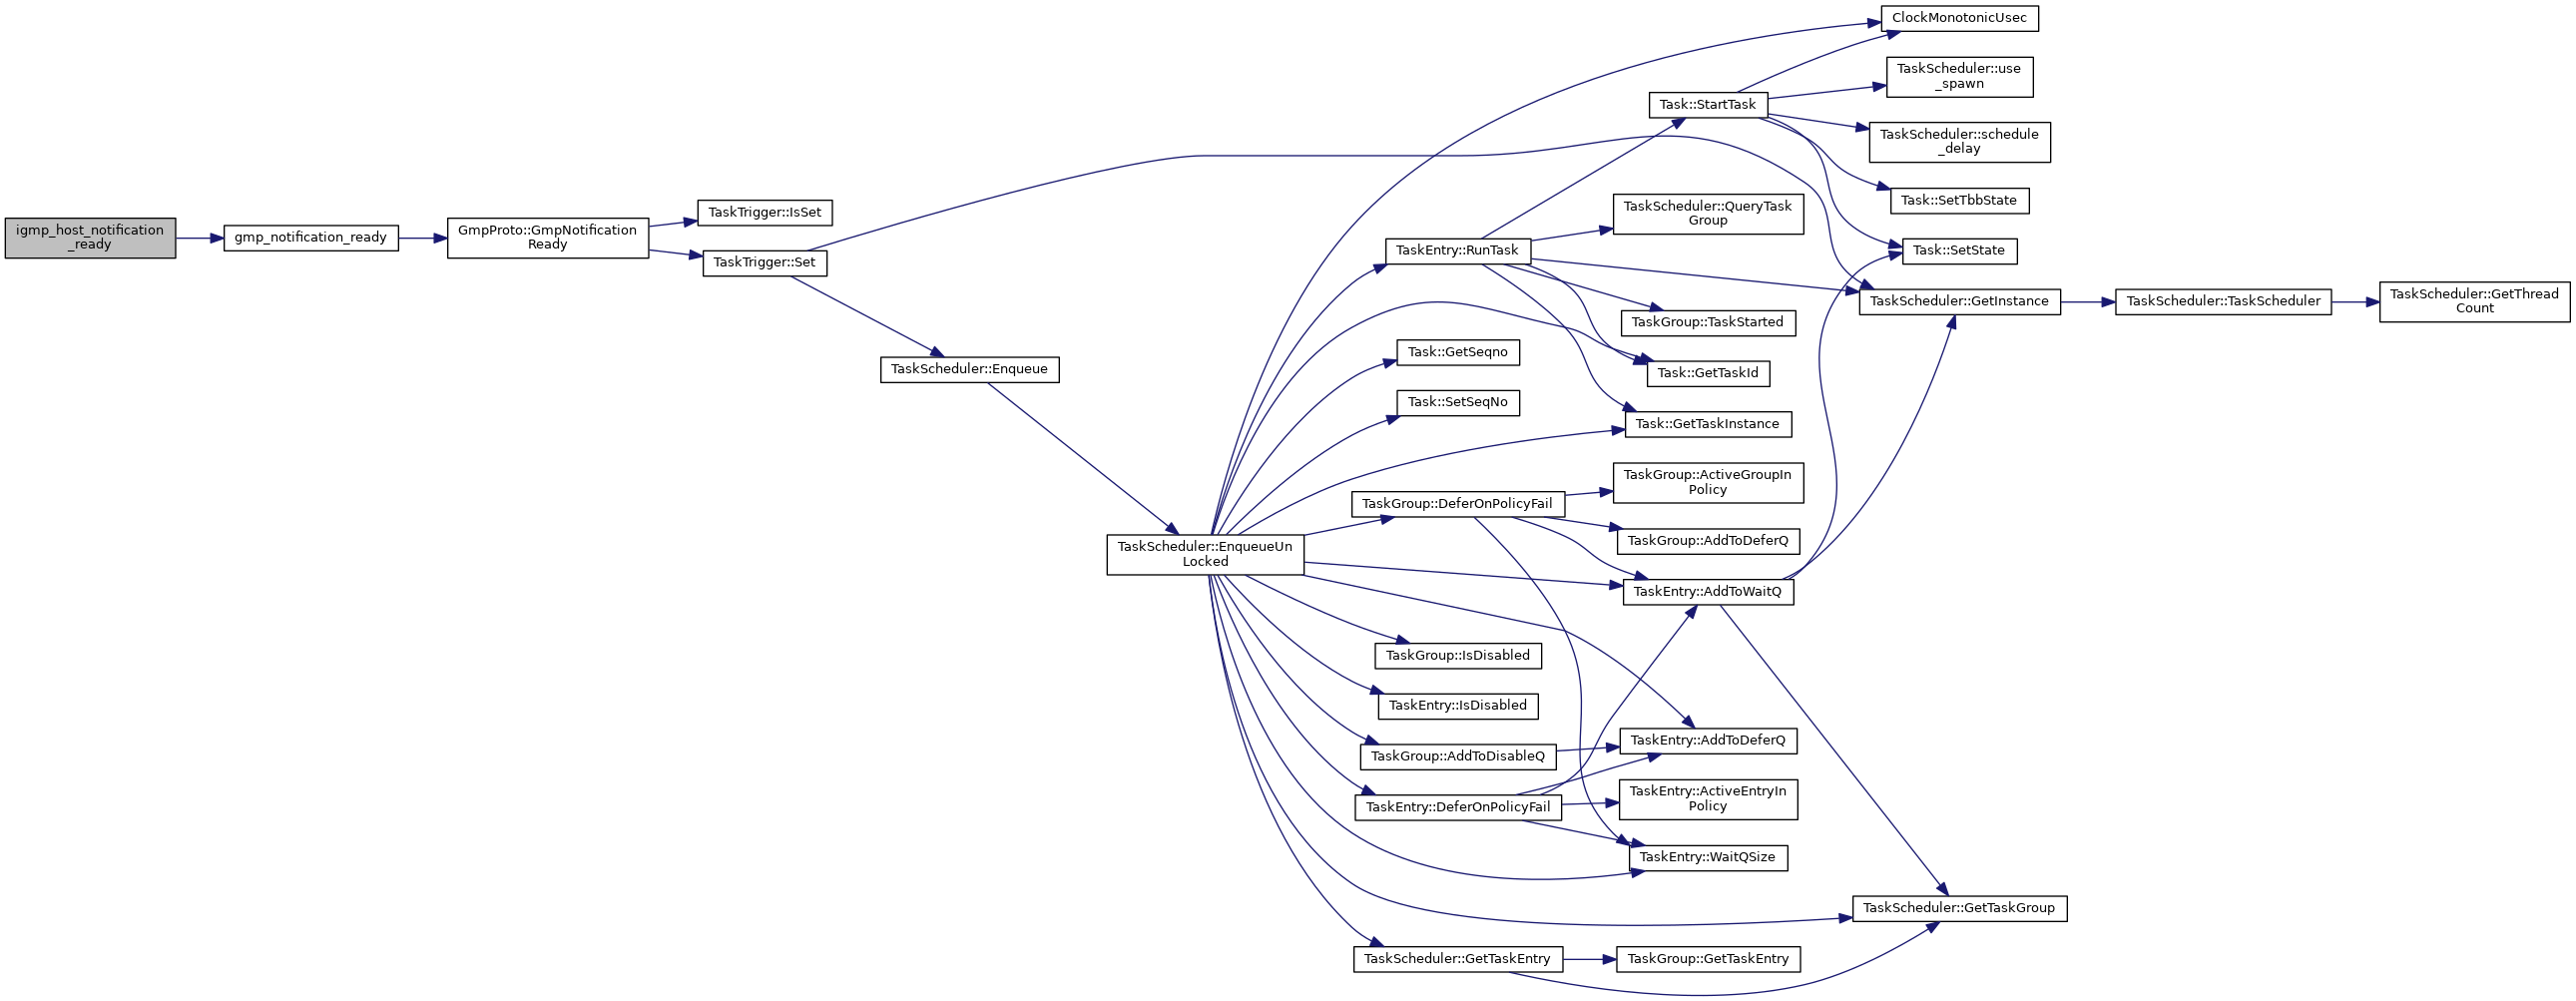 igmp_host_notification
_ready
gmp_notification_ready
GmpProto::GmpNotification
Ready
TaskTrigger::IsSet
TaskTrigger::Set
TaskScheduler::Enqueue
TaskScheduler::EnqueueUn
Locked
TaskEntry::RunTask
Task::GetSeqno
Task::SetSeqNo
TaskGroup::DeferOnPolicyFail
TaskGroup::IsDisabled
TaskEntry::IsDisabled
TaskGroup::AddToDisableQ
TaskEntry::DeferOnPolicyFail
TaskScheduler::GetTaskEntry
Task::StartTask
TaskScheduler::QueryTask
Group
TaskGroup::TaskStarted
Task::GetTaskId
Task::GetTaskInstance
TaskGroup::ActiveGroupIn
Policy
TaskGroup::AddToDeferQ
TaskEntry::AddToWaitQ
TaskEntry::AddToDeferQ
TaskEntry::ActiveEntryIn
Policy
TaskEntry::WaitQSize
TaskGroup::GetTaskEntry
ClockMonotonicUsec
TaskScheduler::use
_spawn
TaskScheduler::schedule
_delay
Task::SetTbbState
Task::SetState
TaskScheduler::GetInstance
TaskScheduler::GetTaskGroup
TaskScheduler::TaskScheduler
TaskScheduler::GetThread
Count